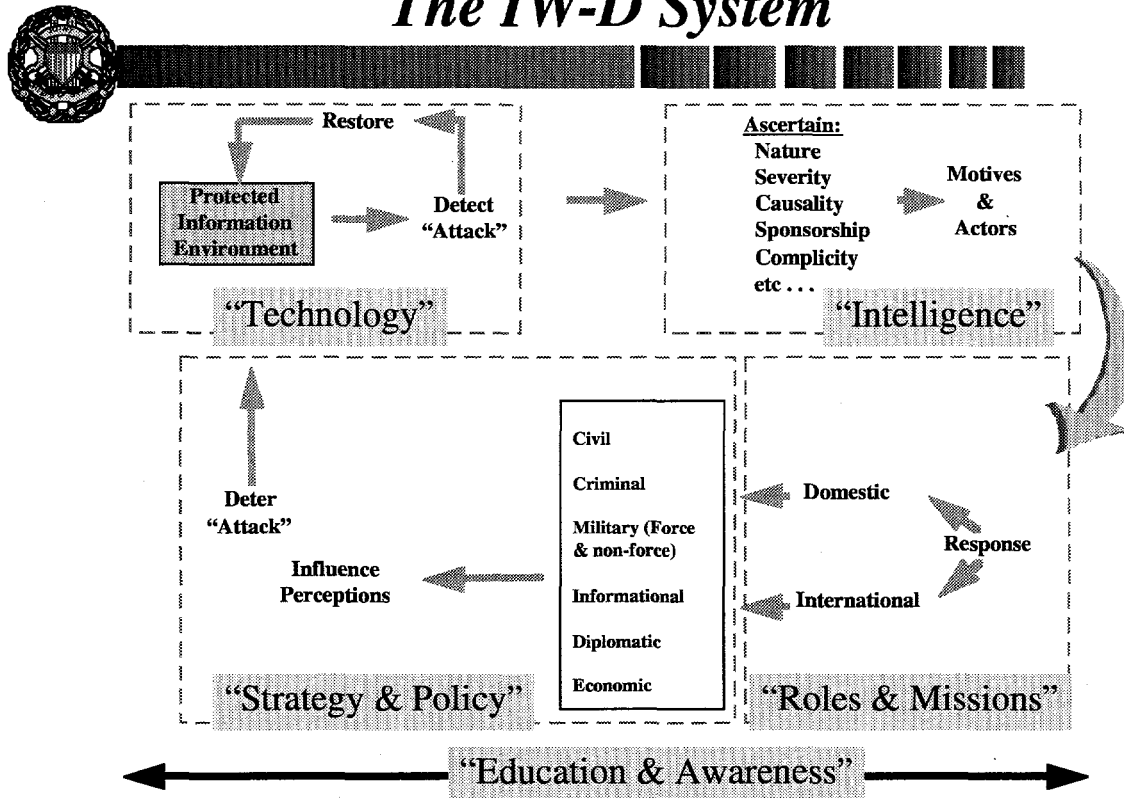 The IW-D System
Restore
Protected
Information
Environment
Detect
“Attack”
“Technology”
Ascertain:
Nature
Severity
Causality
Sponsorship
Complicity
etc . . .
Motives
&
Actors
“Intelligence”
Deter
“Attack”
Influence
Perceptions
Civil
Criminal
Military (Force
& non-force)
Informational
Diplomatic
Economic
“Strategy & Policy”
Domestic
Response
International
“Roles & Missions”
“Education & Awareness”